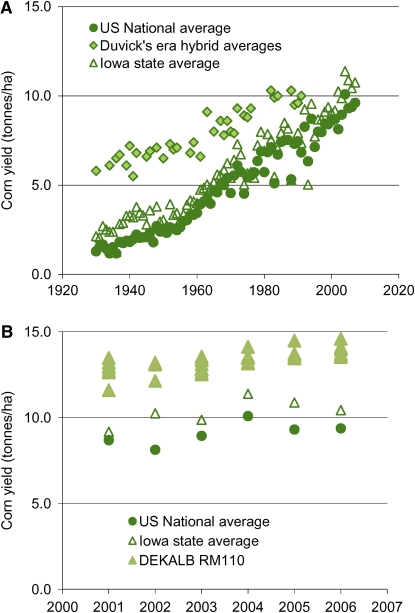 A
15.0
10.0
5.0
0.0
Corn yield (tonnes/ha)
US National average
Duvick's era hybrid averages
Iowa state average
1920 1940 1960 1980 2000 2020
B
15.0
10.0
5.0
0.0
Corn yield (tonnes/ha)
US National average
Iowa state average
DEKALB RM110
2000 2001 2002 2003 2004 2005 2006 2007